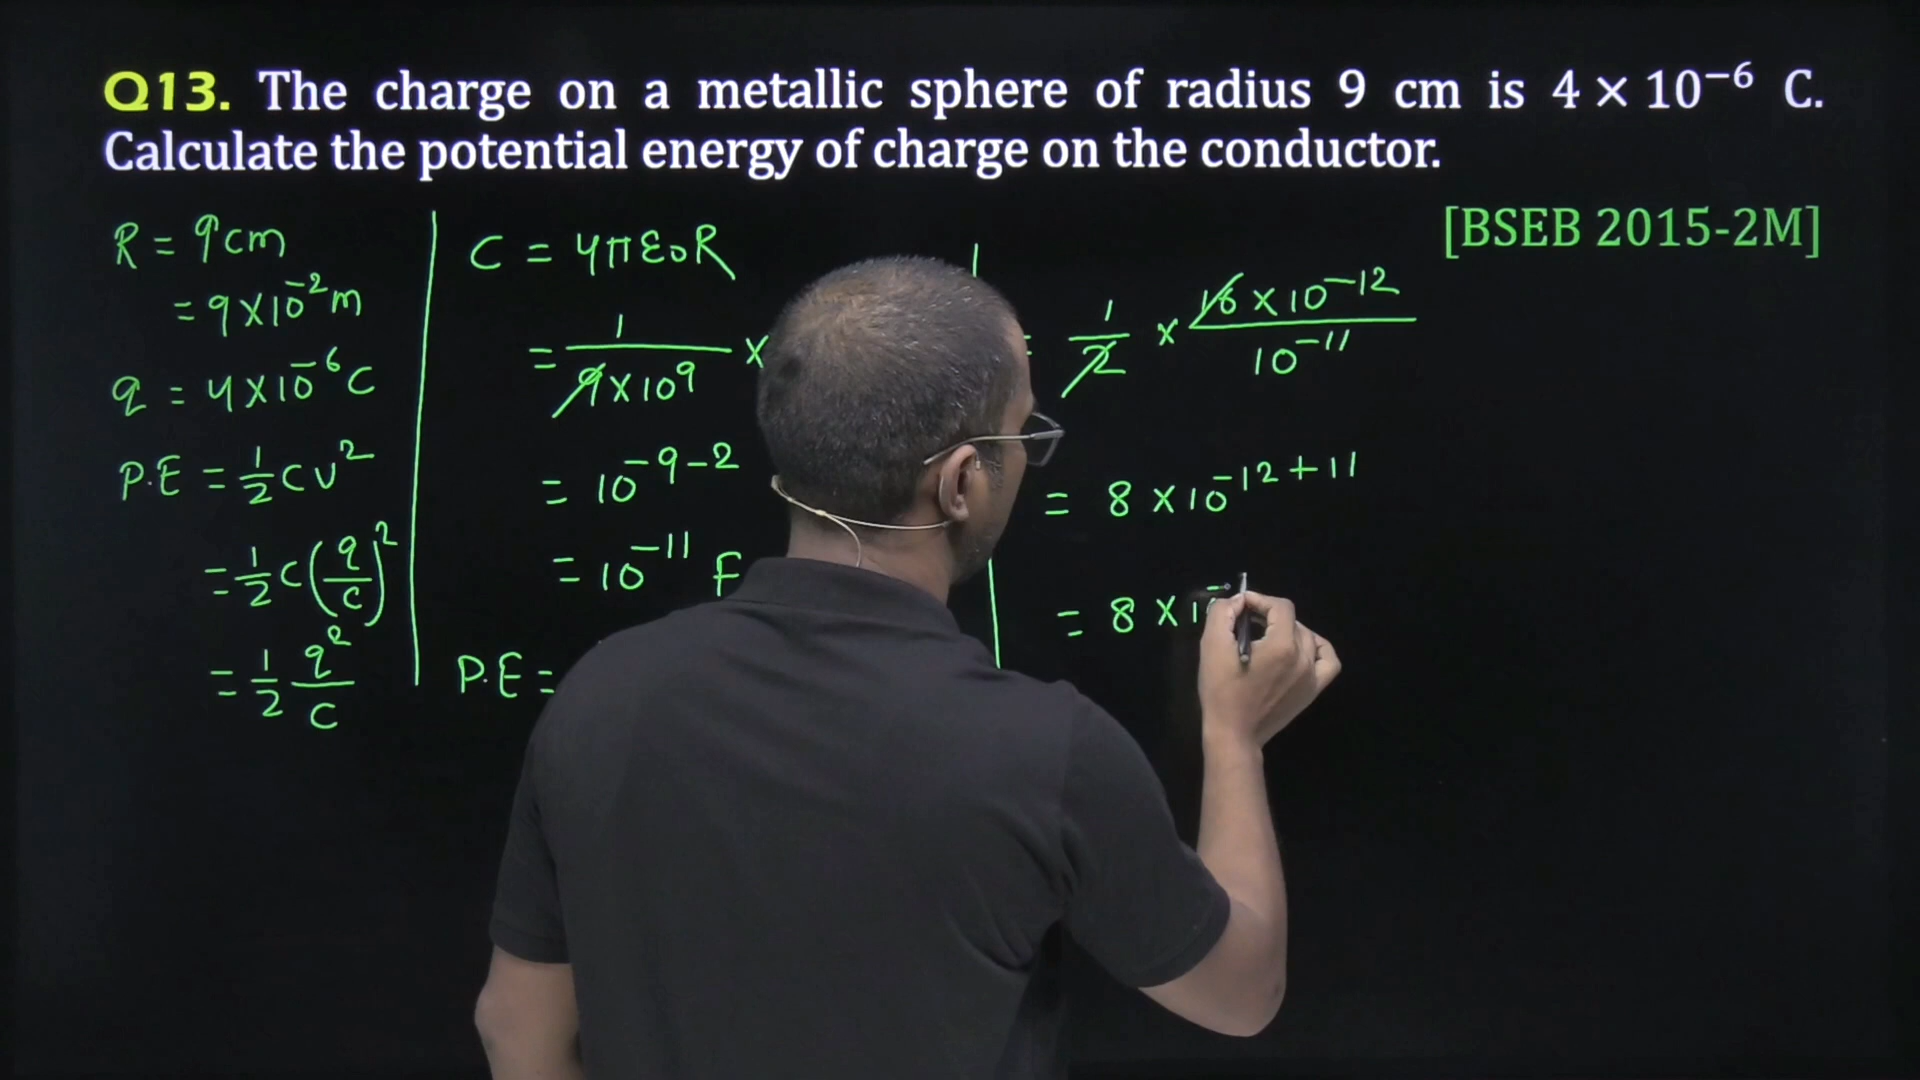 Q13. The charge on a metallic sphere of radius 9 cm is 4 × 10⁻⁶ C.
Calculate the potential energy of charge on the conductor.
[BSEB 2015-2M]
R = 9cm
= 9×10⁻²m
q = 4×10⁻⁶C
P.E = 1/2 CV²
= 1/2 C(q/C)²
= 1/2 q²/C
C = 4πε₀R
= 1/(9×10⁹) ×
= 10⁻⁹⁻²
= 10⁻¹¹ F
P.E =
= 1/2 × (16×10⁻¹²)/10⁻¹¹
= 8 × 10⁻¹²⁺¹¹
= 8 ×